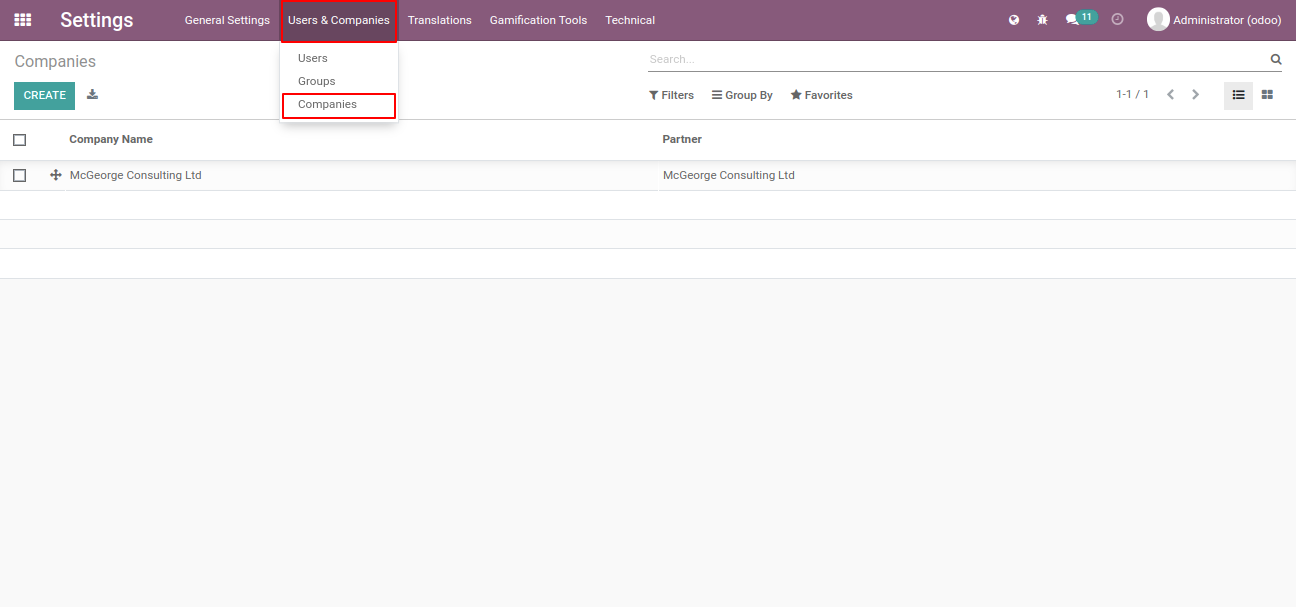 Settings General Settings Users & Companies Translations Gamification Tools Technical 11 Administrator (odoo)
Companies Search...
Users
Groups
Companies
CREATE Filters Group By Favorites 1-1 / 1
Company Name Partner
McGeorge Consulting Ltd McGeorge Consulting Ltd